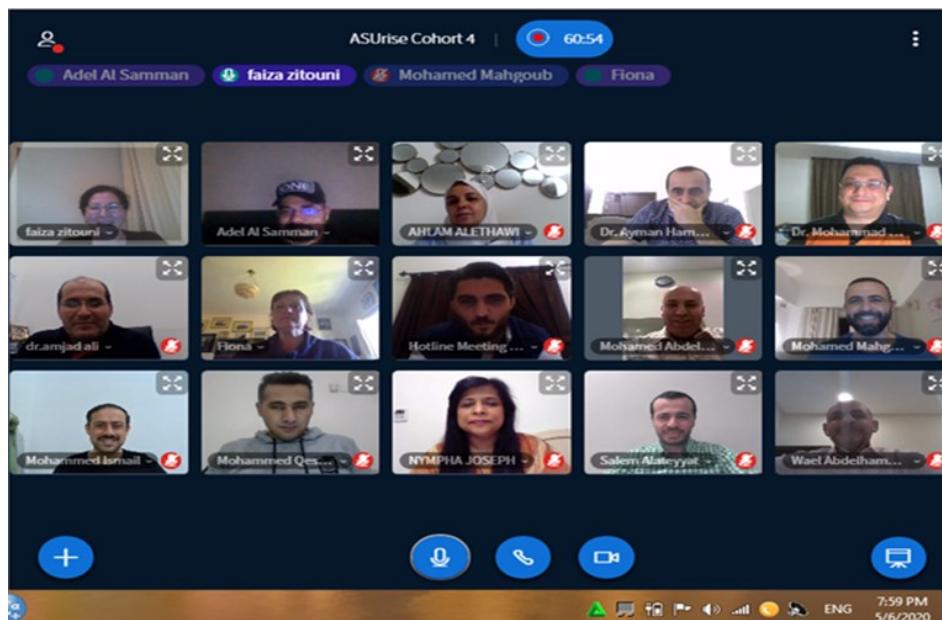 ASUrise Cohort 4 | 60:54
Adel Al Samman faiza zitouni Mohamed Mahgoub Fiona
faiza zitouni Adel Al Samman AHLAM ALETHAWI Dr. Ayman Ham... Dr. Mohammad ...
ONE
dr.amjad ali Fiona Hotline Meeting ... Mohamed Abdel... Mohamed Mahg...
Mohammed Ismail Mohammed Qes... NYMPHA JOSEPH Salem Alateyyat Wael Abdelham...
ENG 7:59 PM
5/6/2020